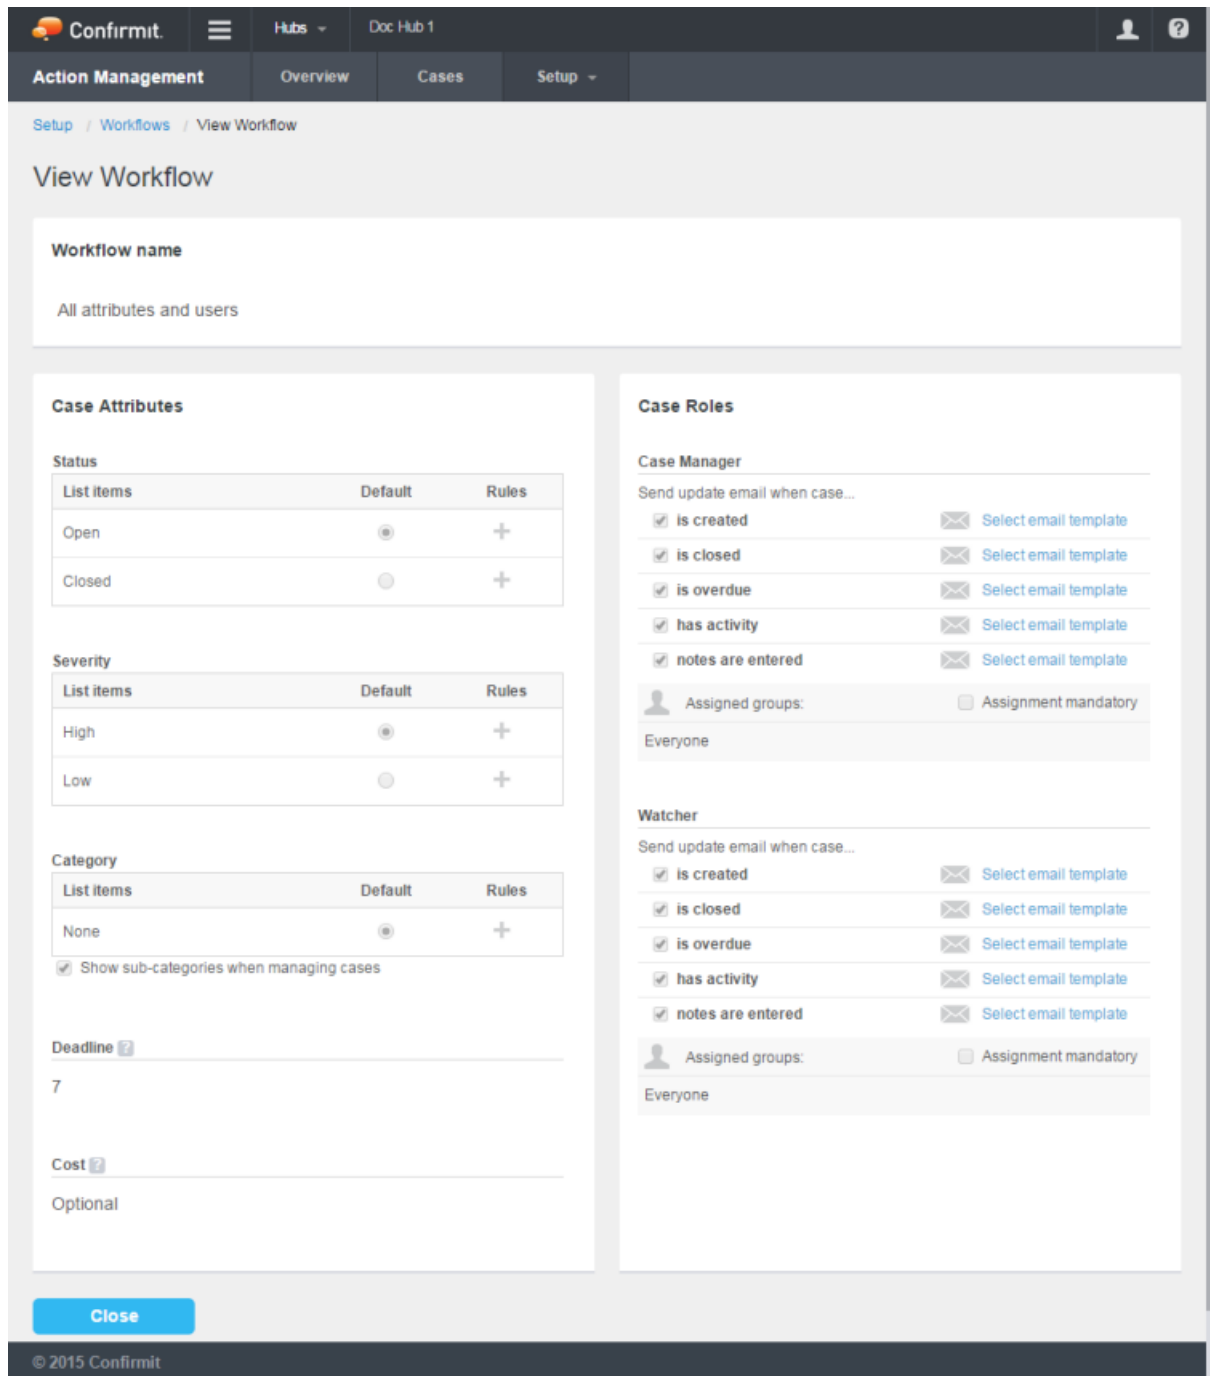 Confirmit. Hubs Doc Hub 1 ?
Action Management Overview Cases Setup
Setup / Workflows / View Workflow
View Workflow
Workflow name
All attributes and users
Case Attributes
Status
List items Default Rules
Open
Closed
Severity
List items Default Rules
High
Low
Category
List items Default Rules
None
Show sub-categories when managing cases
Deadline ?
7
Cost ?
Optional
Case Roles
Case Manager
Send update email when case...
is created Select email template
is closed Select email template
is overdue Select email template
has activity Select email template
notes are entered Select email template
Assigned groups: Assignment mandatory
Everyone
Watcher
Send update email when case...
is created Select email template
is closed Select email template
is overdue Select email template
has activity Select email template
notes are entered Select email template
Assigned groups: Assignment mandatory
Everyone
Close
© 2015 Confirmit